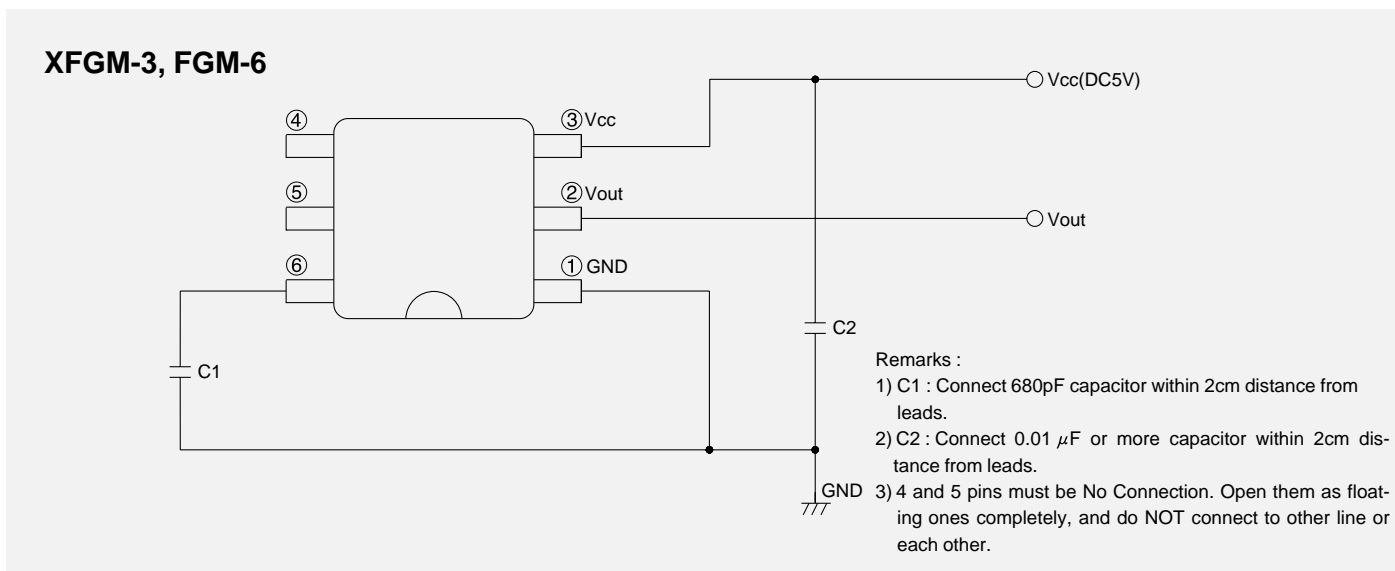 XFGM-3, FGM-6
Vcc(DC5V)
④
③Vcc
⑤
②Vout
Vout
⑥
① GND
C2
C1
Remarks :
1) C1 : Connect 680pF capacitor within 2cm distance from
leads.
2) C2 : Connect 0.01 μF or more capacitor within 2cm dis-
tance from leads.
GND
3) 4 and 5 pins must be No Connection. Open them as float-
ing ones completely, and do NOT connect to other line or
each other.